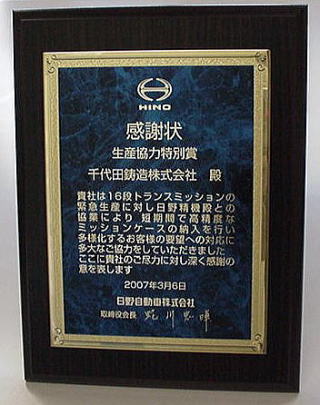 HINO
感謝状
生産協力特別賞
千代田鋳造株式会社 殿
貴社は16段トランスミッションの
緊急生産に対し日野精機殿との
協業により 短期間で高精度な
ミッションケースの納入を行い
多様化するお客様の要望への対応に
多大なご協力をしていただきました
ここに貴社のご尽力に対し深く感謝の
意を表します
2007年3月6日
日野自動車株式会社
取締役会長 蛇川忠暉